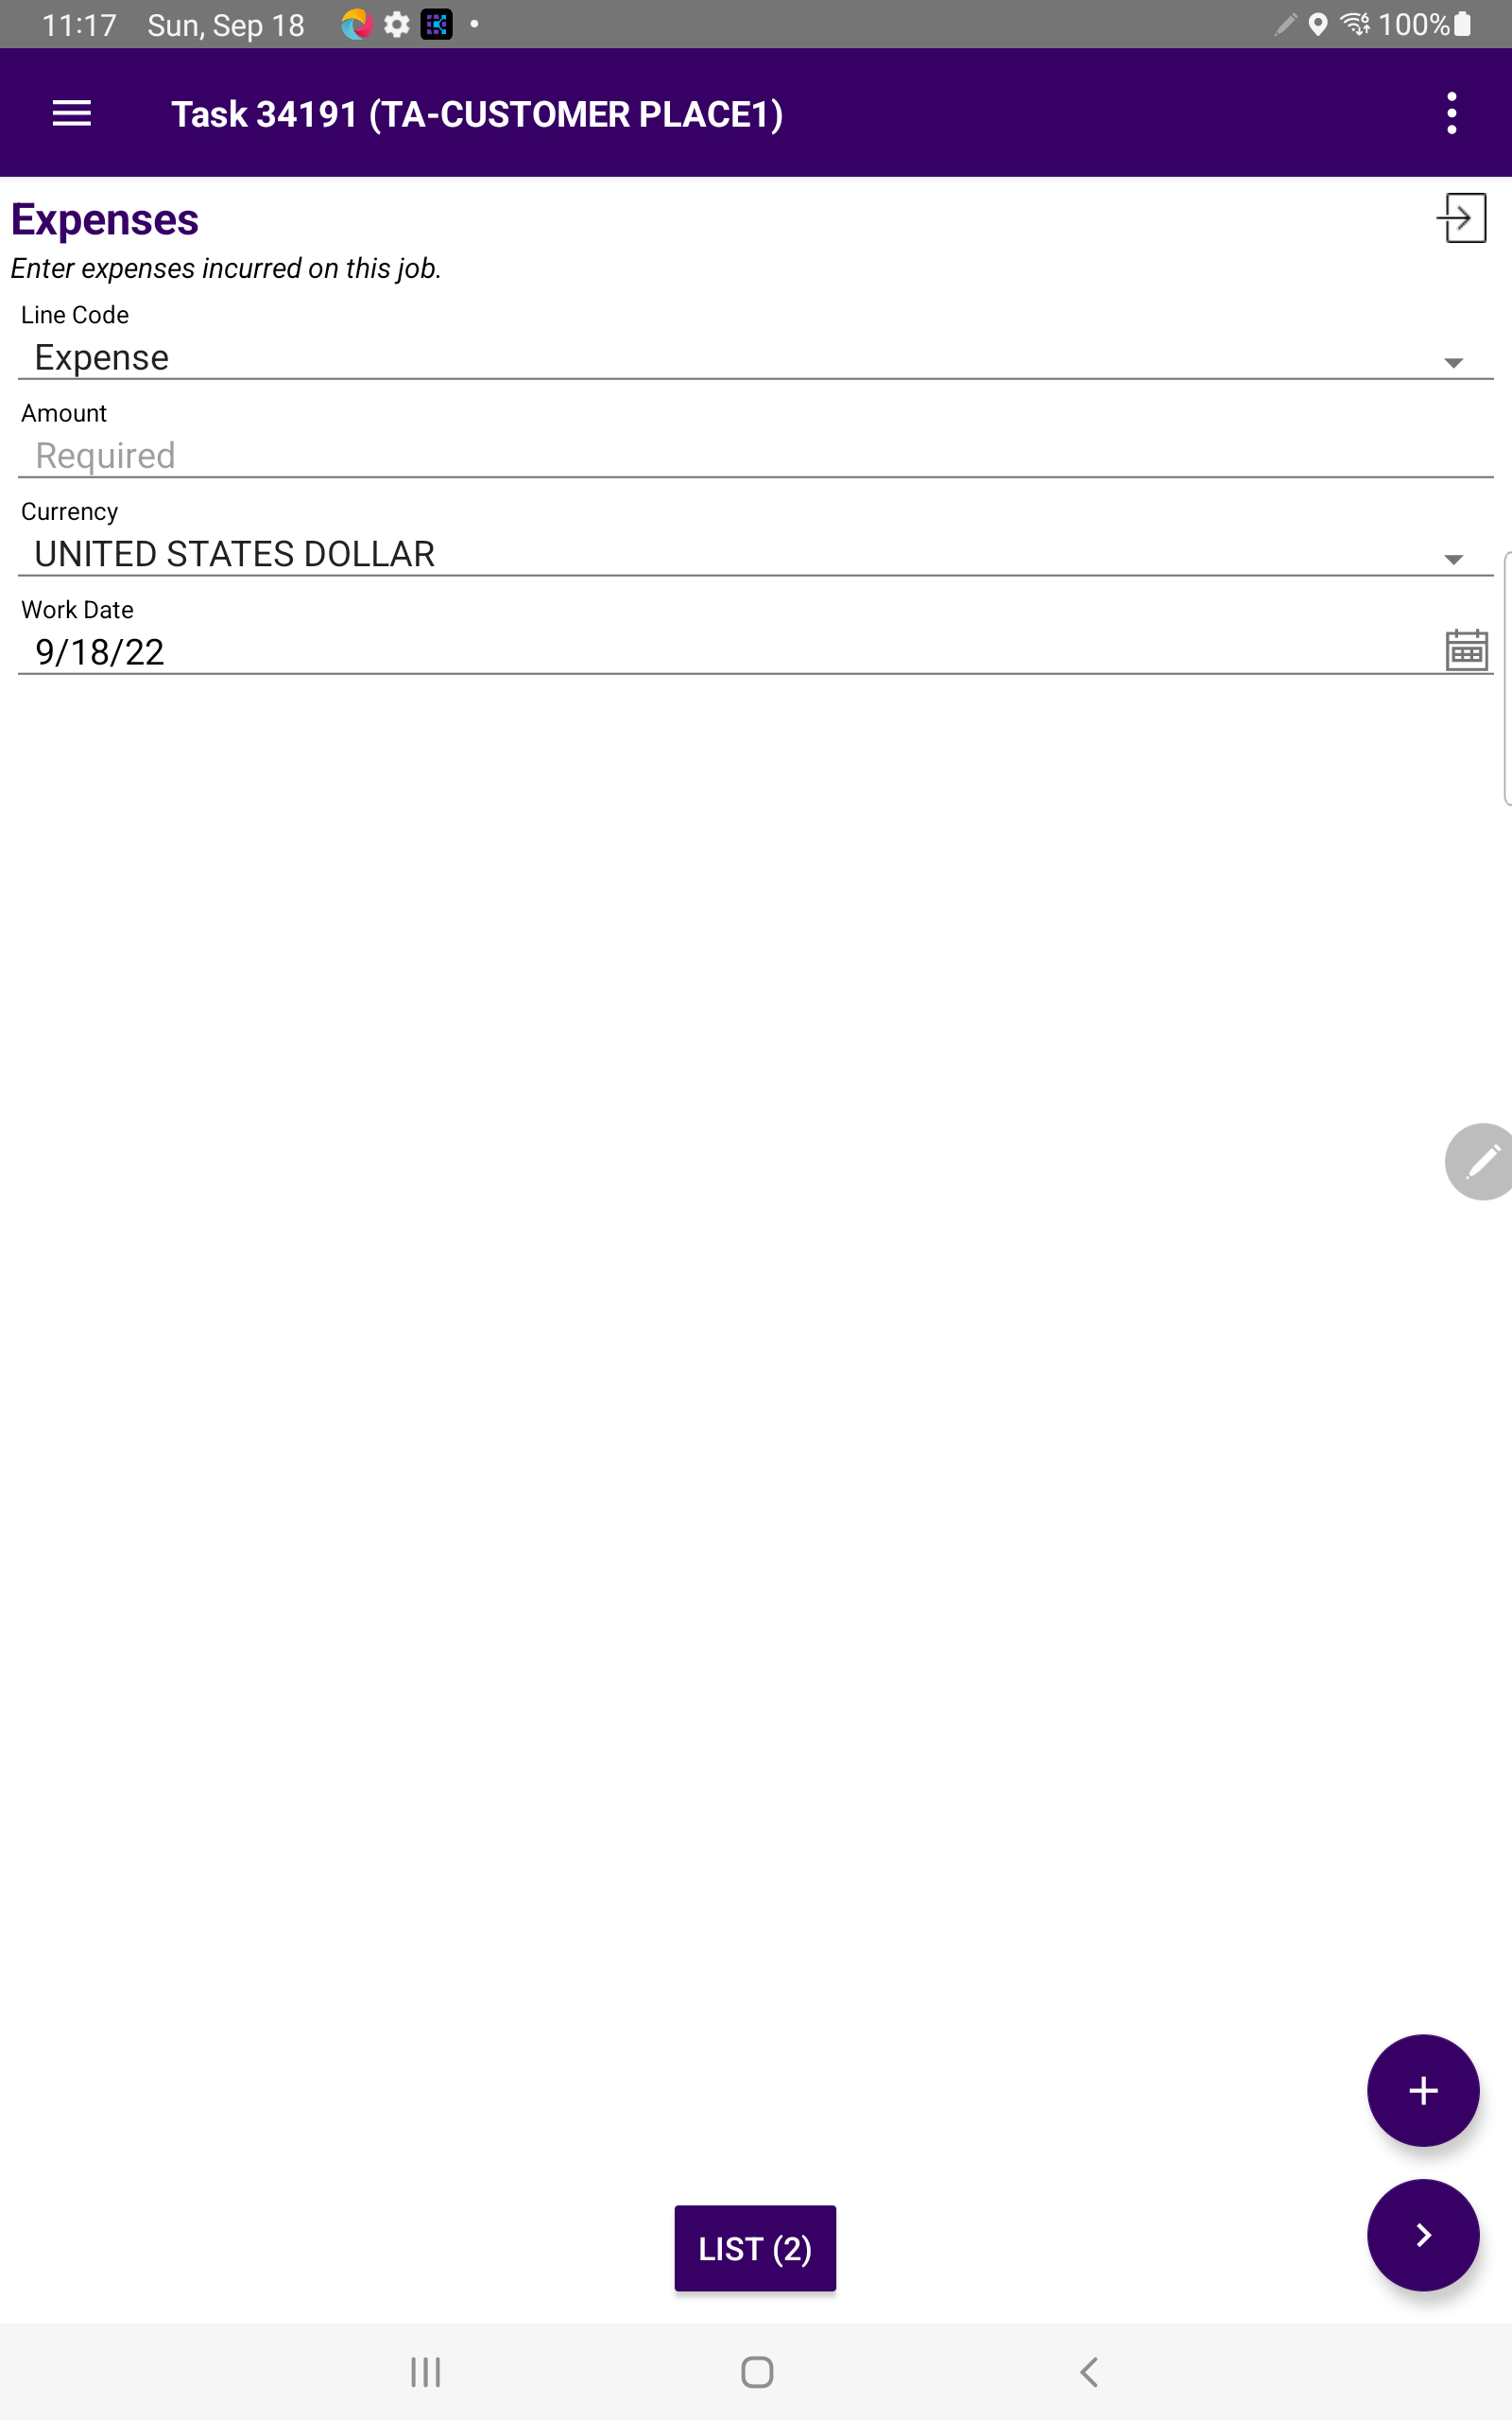 11:17 Sun, Sep 18 100%
Task 34191 (TA-CUSTOMER PLACE1)
Expenses
Enter expenses incurred on this job.
Line Code
Expense
Amount
Required
Currency
UNITED STATES DOLLAR
Work Date
9/18/22
LIST (2)